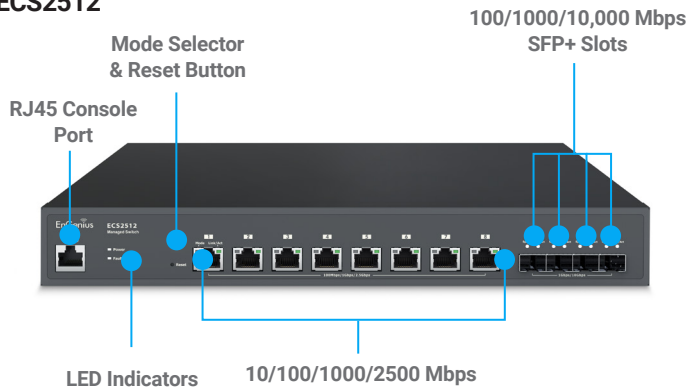 ECS2512
100/1000/10,000 Mbps
SFP+ Slots
Mode Selector
& Reset Button
RJ45 Console
Port
EnGenius
ECS2512
Managed Switch
Power
Reset
LED Indicators
10/100/1000/2500 Mbps